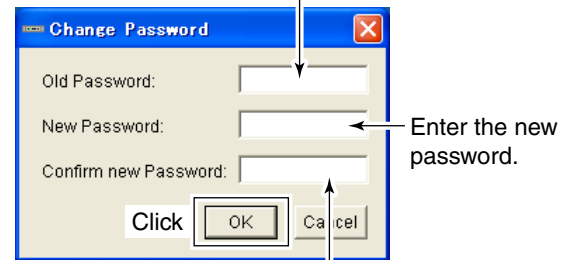 Change Password
Old Password:
New Password:
Enter the new
password.
Confirm new Password:
Click
OK
Cancel